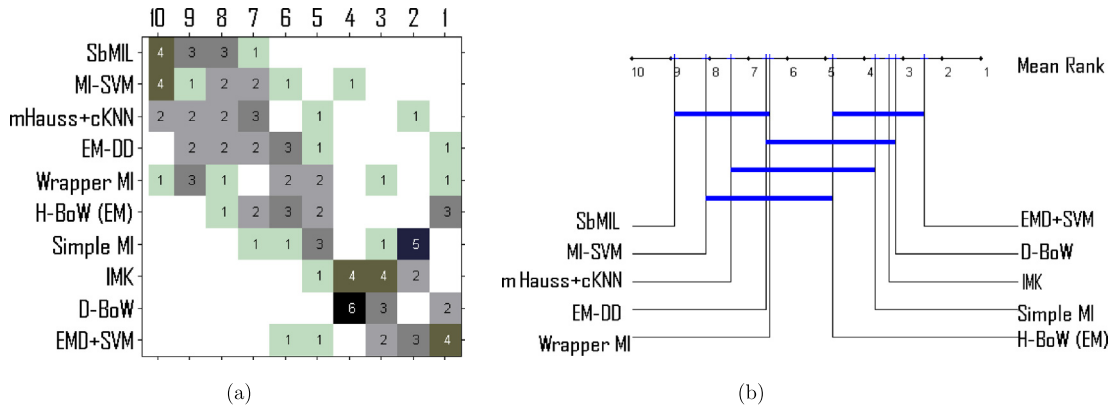 10 9 8 7 6 5 4 3 2 1
SbMIL 4 3 3 1
MI-SVM 4 1 2 2 1 1
mHauss+cKNN 2 2 2 3 1 1
EM-DD 2 2 2 3 1 1
Wrapper MI 1 3 1 2 2 1 1
H-BoW (EM) 1 2 3 2 3
Simple MI 1 1 3 1 5
IMK 1 4 4 2
D-BoW 6 3 2
EMD+SVM 1 1 2 3 4
(a)
10 9 8 7 6 5 4 3 2 1 Mean Rank
SbMIL EMD+SVM
MI-SVM D-BoW
mHauss+cKNN IMK
EM-DD Simple MI
Wrapper MI H-BoW (EM)
(b)